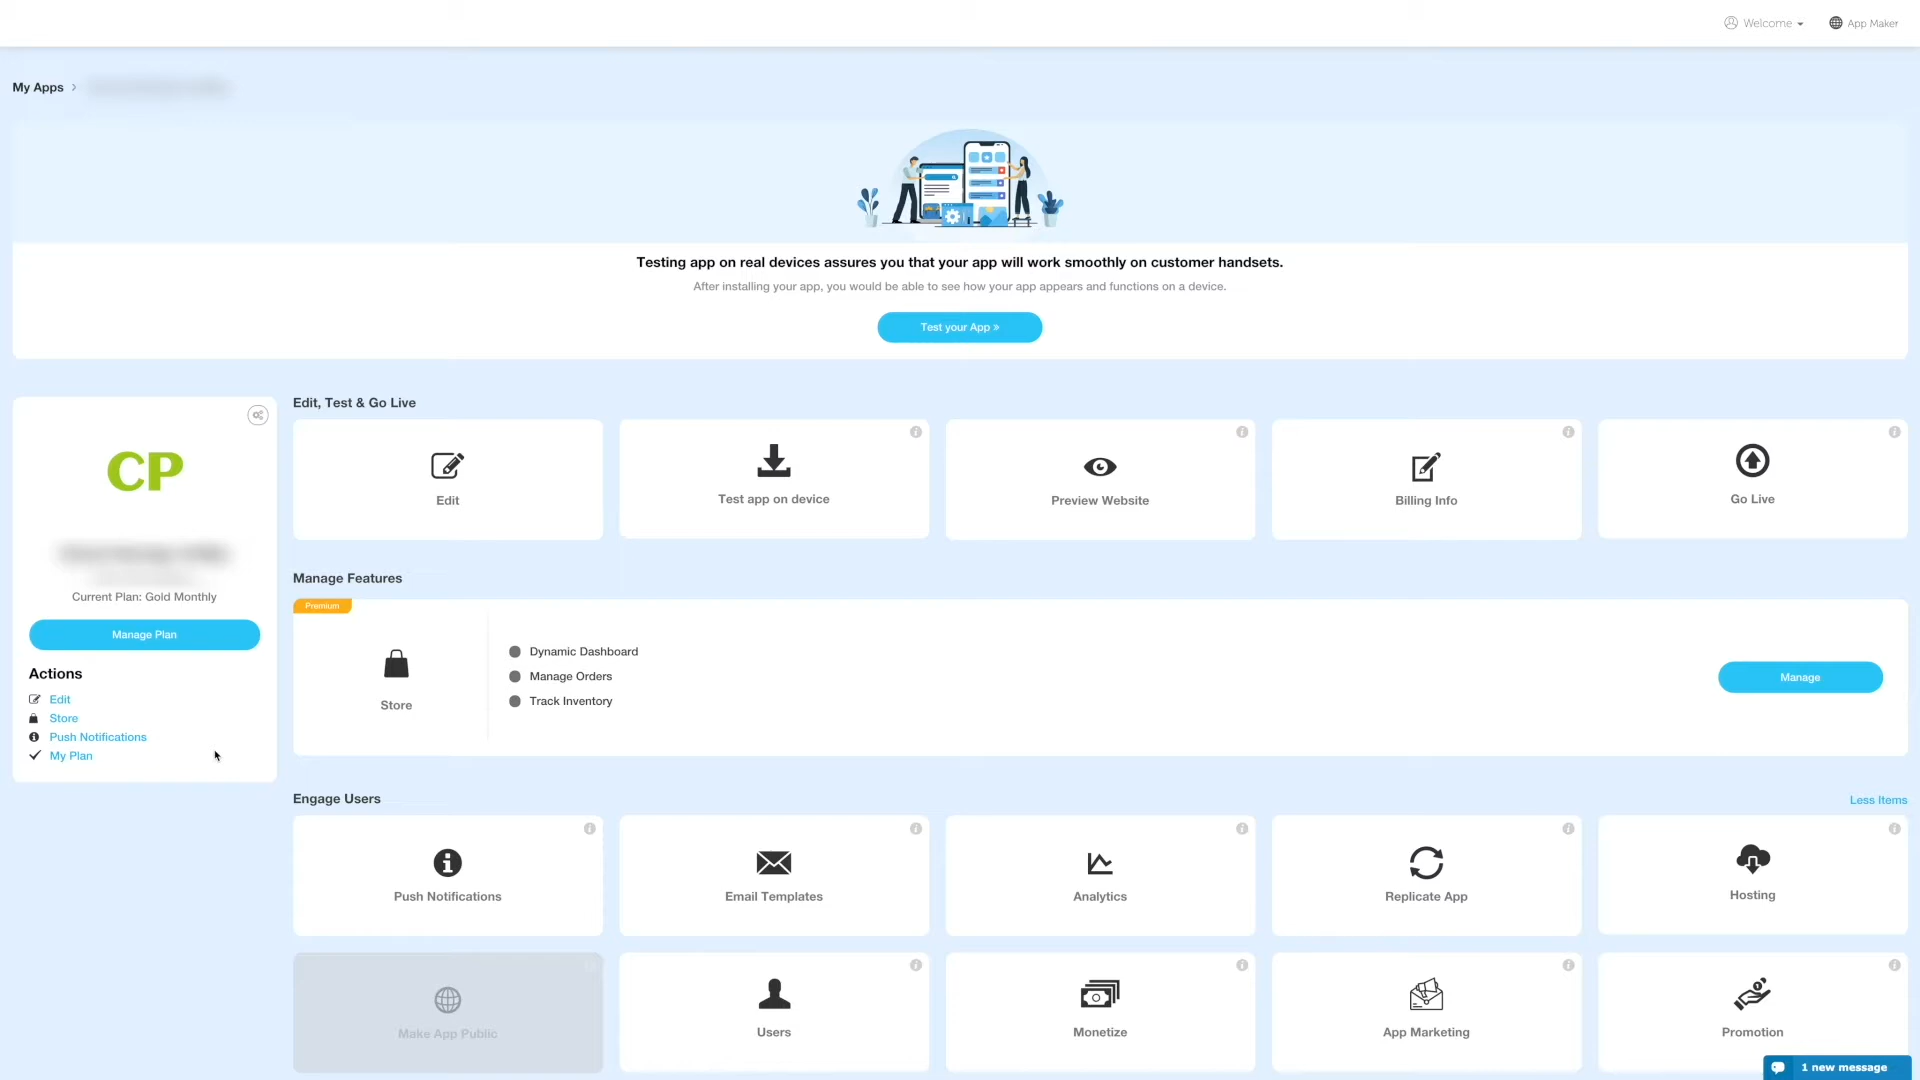 Welcome
App Maker
My Apps
Testing app on real devices assures you that your app will work smoothly on customer handsets.
After installing your app, you would be able to see how your app appears and functions on a device.
Test your App »
CP
Current Plan: Gold Monthly
Manage Plan
Actions
Edit
Store
Push Notifications
My Plan
Edit, Test & Go Live
Edit
Test app on device
Preview Website
Billing Info
Go Live
Manage Features
Premium
Store
Dynamic Dashboard
Manage Orders
Track Inventory
Manage
Engage Users
Less Items
Push Notifications
Email Templates
Analytics
Replicate App
Hosting
Make App Public
Users
Monetize
App Marketing
Promotion
1 new message